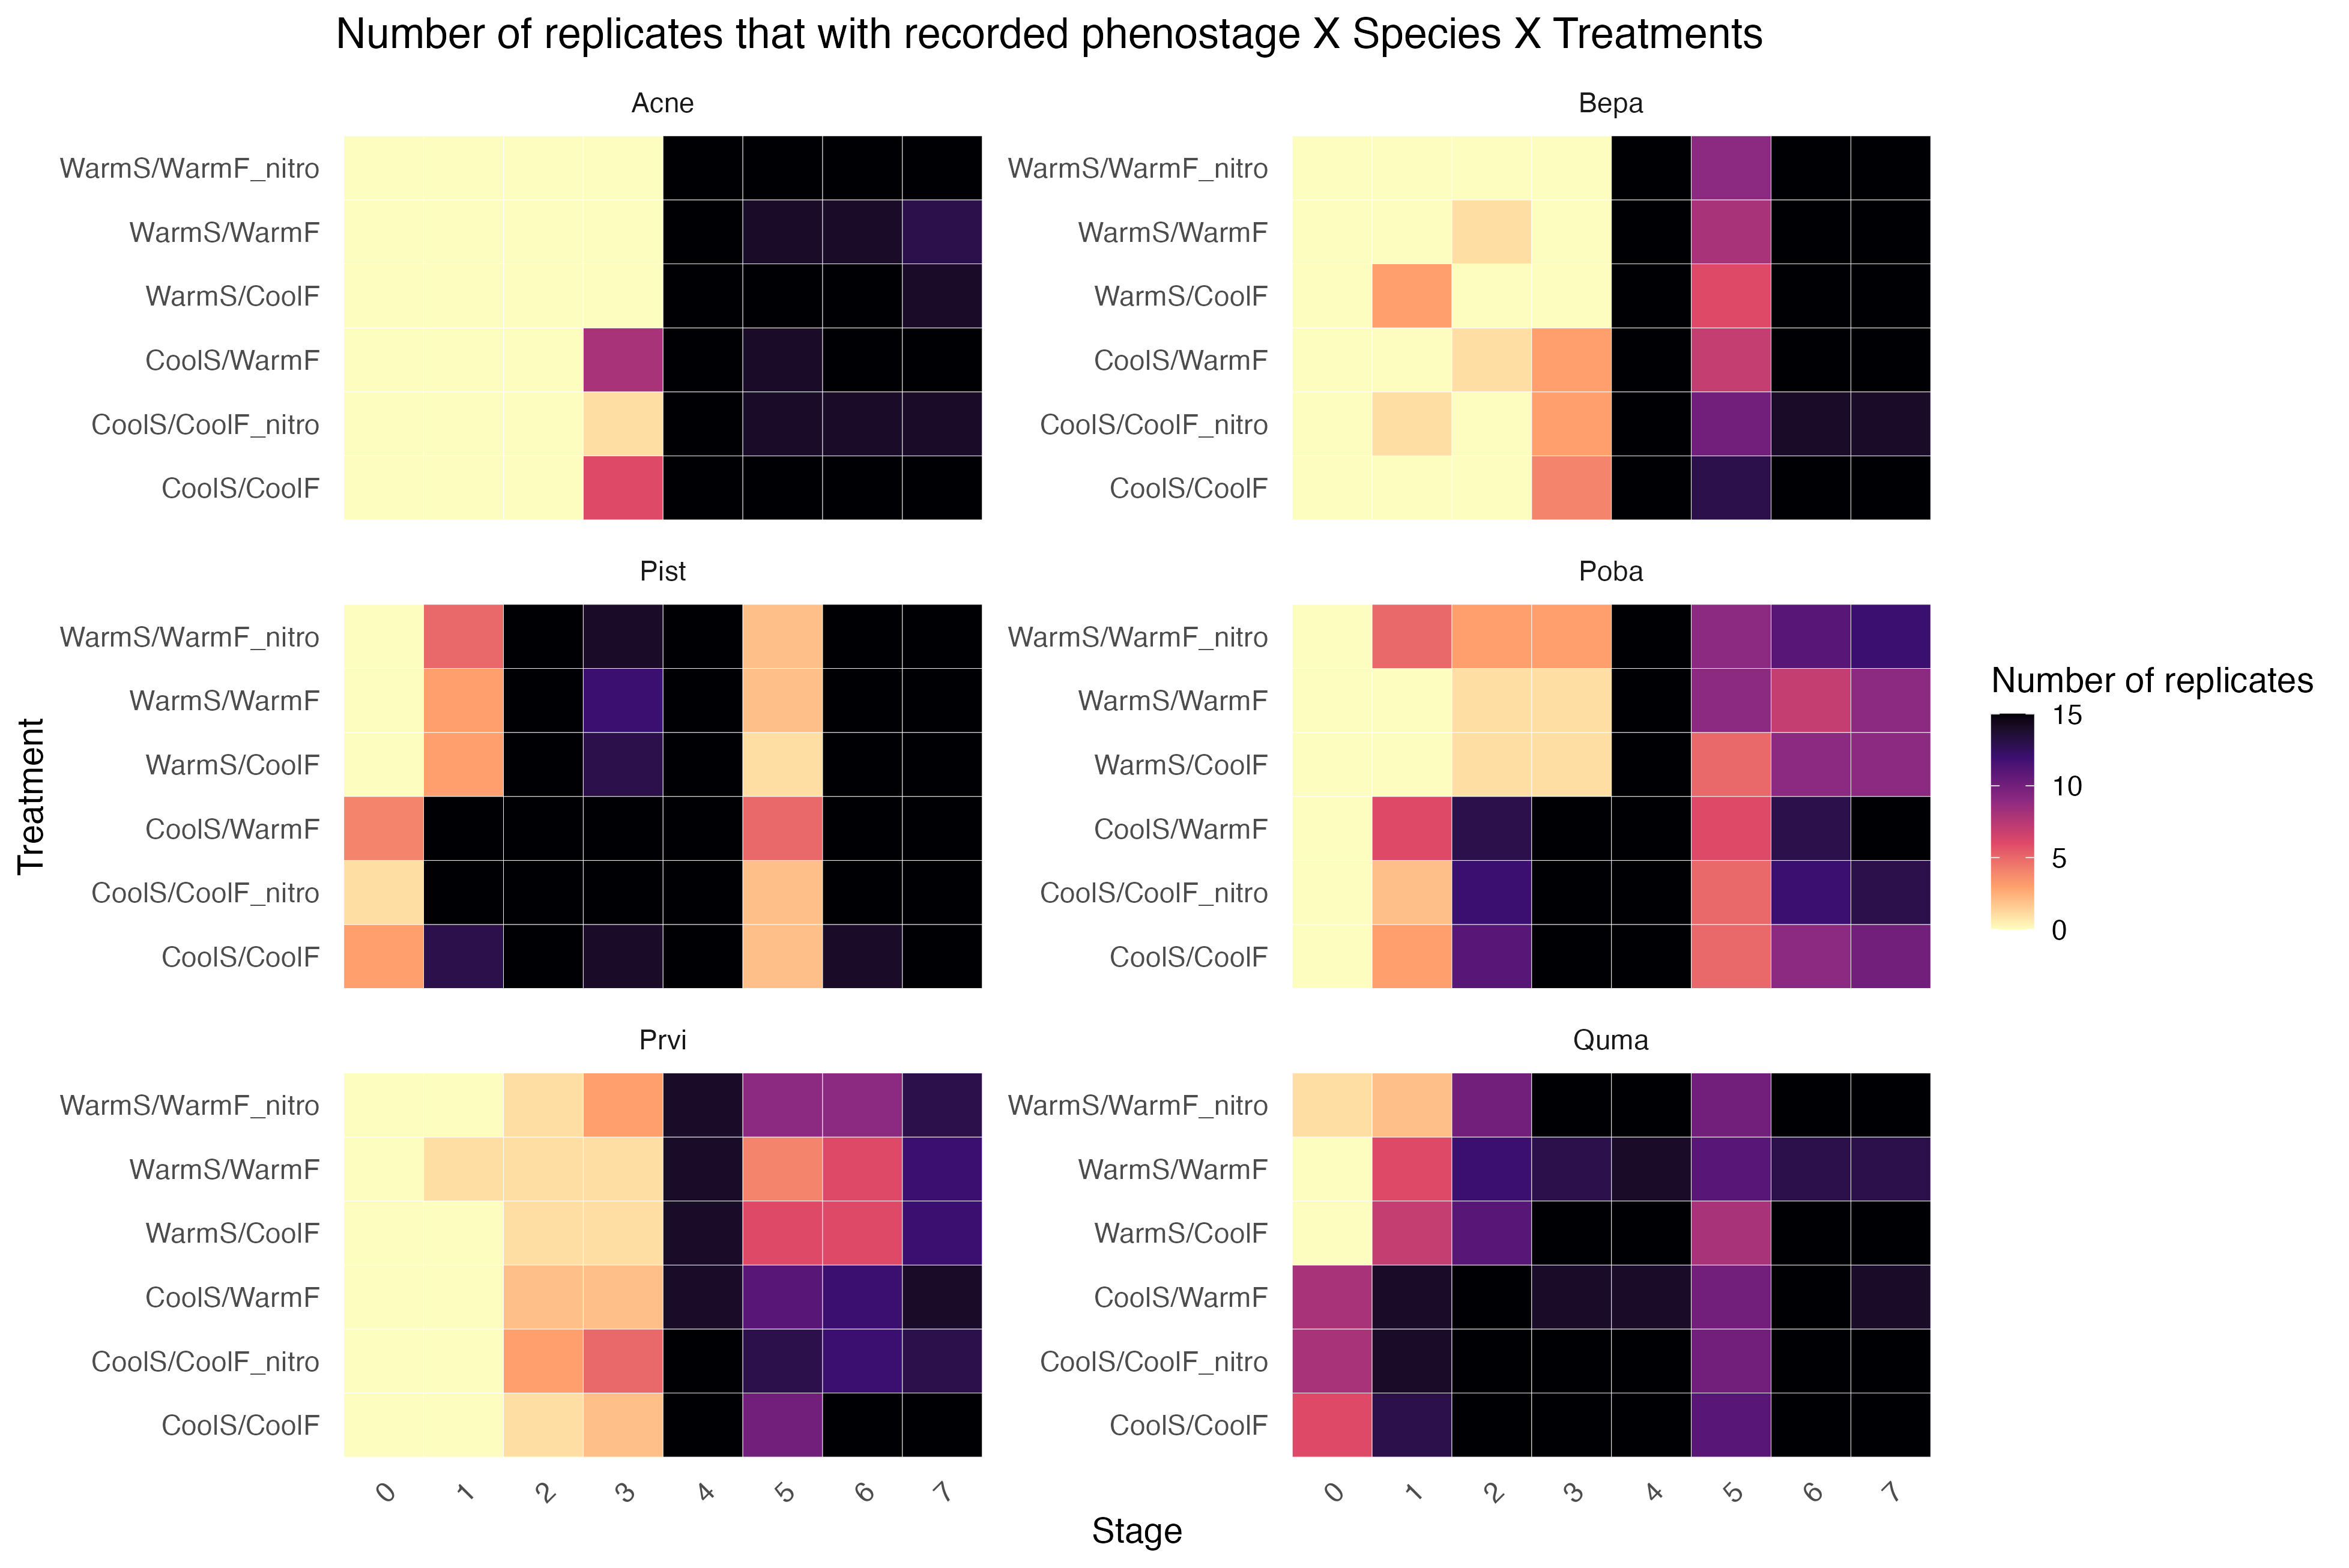 Number of replicates that with recorded phenostage X Species X Treatments
Acne
Bepa
WarmS/WarmF_nitro
WarmS/WarmF
WarmS/CoolF
CoolS/WarmF
CoolS/CoolF_nitro
CoolS/CoolF
WarmS/WarmF_nitro
WarmS/WarmF
WarmS/CoolF
CoolS/WarmF
CoolS/CoolF_nitro
CoolS/CoolF
Pist
Poba
WarmS/WarmF_nitro
WarmS/WarmF
WarmS/CoolF
CoolS/WarmF
CoolS/CoolF_nitro
CoolS/CoolF
WarmS/WarmF_nitro
WarmS/WarmF
WarmS/CoolF
CoolS/WarmF
CoolS/CoolF_nitro
CoolS/CoolF
Prvi
Quma
WarmS/WarmF_nitro
WarmS/WarmF
WarmS/CoolF
CoolS/WarmF
CoolS/CoolF_nitro
CoolS/CoolF
WarmS/WarmF_nitro
WarmS/WarmF
WarmS/CoolF
CoolS/WarmF
CoolS/CoolF_nitro
CoolS/CoolF
0 1 2 3 4 5 6 7
0 1 2 3 4 5 6 7
Stage
Treatment
Number of replicates
15
10
5
0